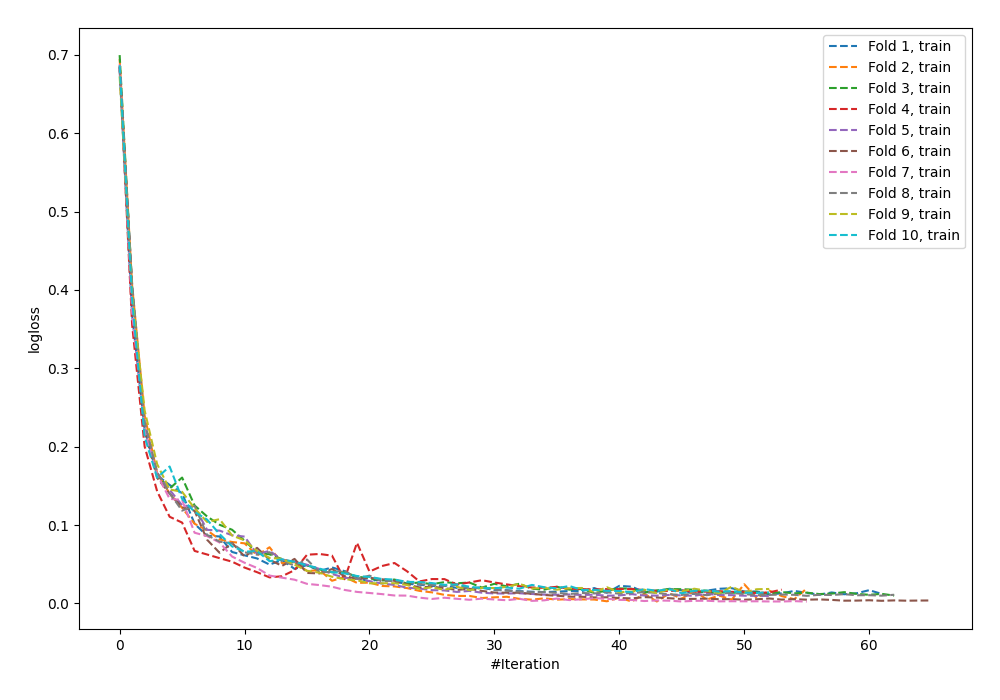 0.7
0.6
0.5
0.4
0.3
0.2
0.1
0.0
logloss
0
10
20
30
40
50
60
#Iteration
Fold 1, train
Fold 2, train
Fold 3, train
Fold 4, train
Fold 5, train
Fold 6, train
Fold 7, train
Fold 8, train
Fold 9, train
Fold 10, train